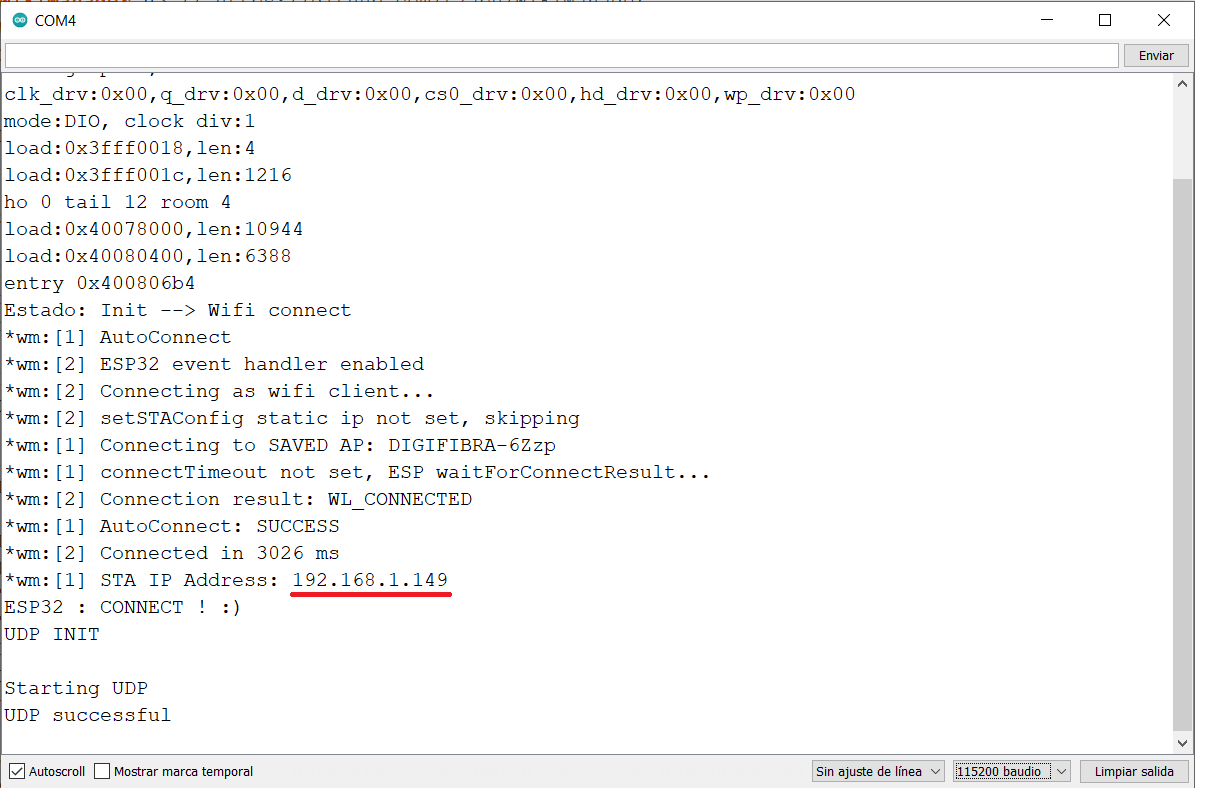 COM4
Enviar
clk_drv:0x00,q_drv:0x00,d_drv:0x00,cs0_drv:0x00,hd_drv:0x00,wp_drv:0x00
mode:DIO, clock div:1
load:0x3fff0018,len:4
load:0x3fff001c,len:1216
ho 0 tail 12 room 4
load:0x40078000,len:10944
load:0x40080400,len:6388
entry 0x400806b4
Estado: Init --> Wifi connect
*wm:[1] AutoConnect
*wm:[2] ESP32 event handler enabled
*wm:[2] Connecting as wifi client...
*wm:[2] setSTAConfig static ip not set, skipping
*wm:[1] Connecting to SAVED AP: DIGIFIBRA-6Zzp
*wm:[1] connectTimeout not set, ESP waitForConnectResult...
*wm:[2] Connection result: WL_CONNECTED
*wm:[1] AutoConnect: SUCCESS
*wm:[2] Connected in 3026 ms
*wm:[1] STA IP Address: 192.168.1.149
ESP32 : CONNECT ! :)
UDP INIT
Starting UDP
UDP successful
Autoscroll Mostrar marca temporal Sin ajuste de línea 115200 baudio Limpiar salida